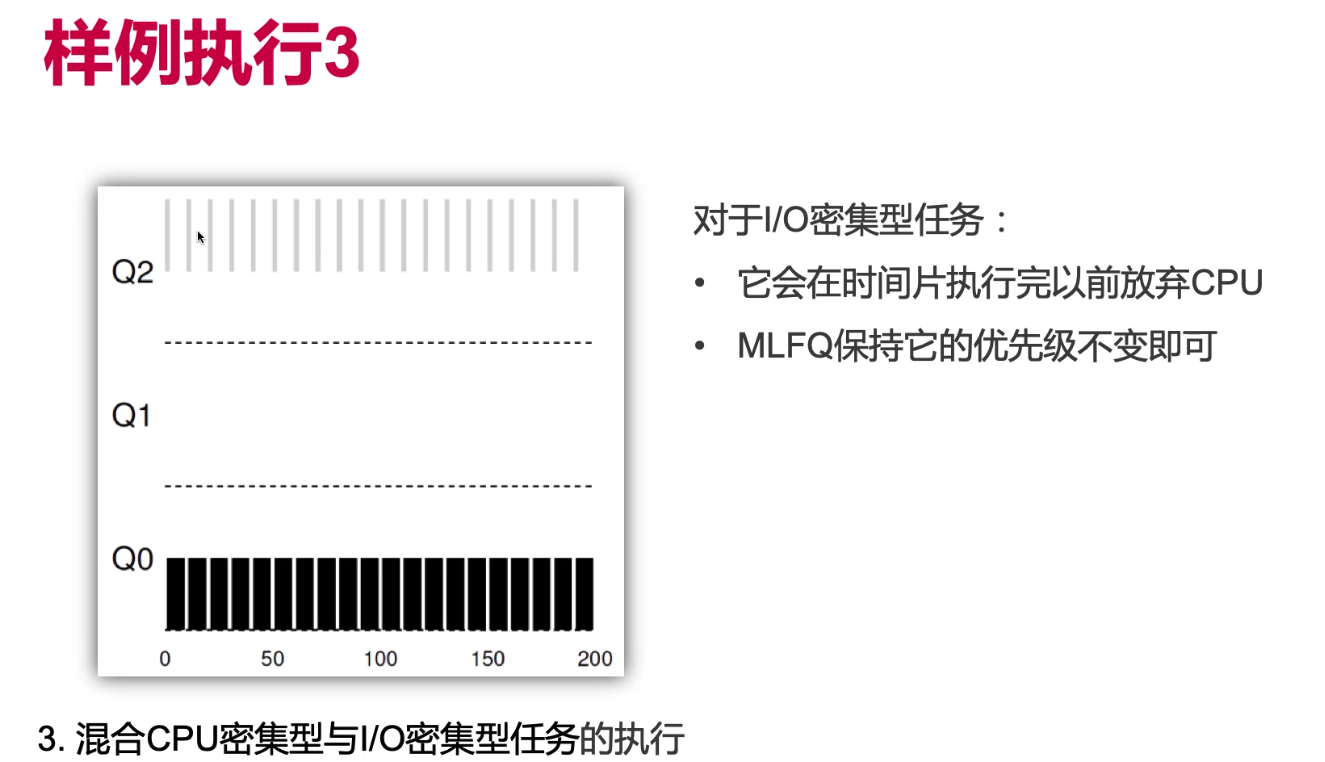 样例执行3
对于I/O密集型任务：
• 它会在时间片执行完以前放弃CPU
• MLFQ保持它的优先级不变即可
Q2
Q1
Q0
0 50 100 150 200
3. 混合CPU密集型与I/O密集型任务的执行